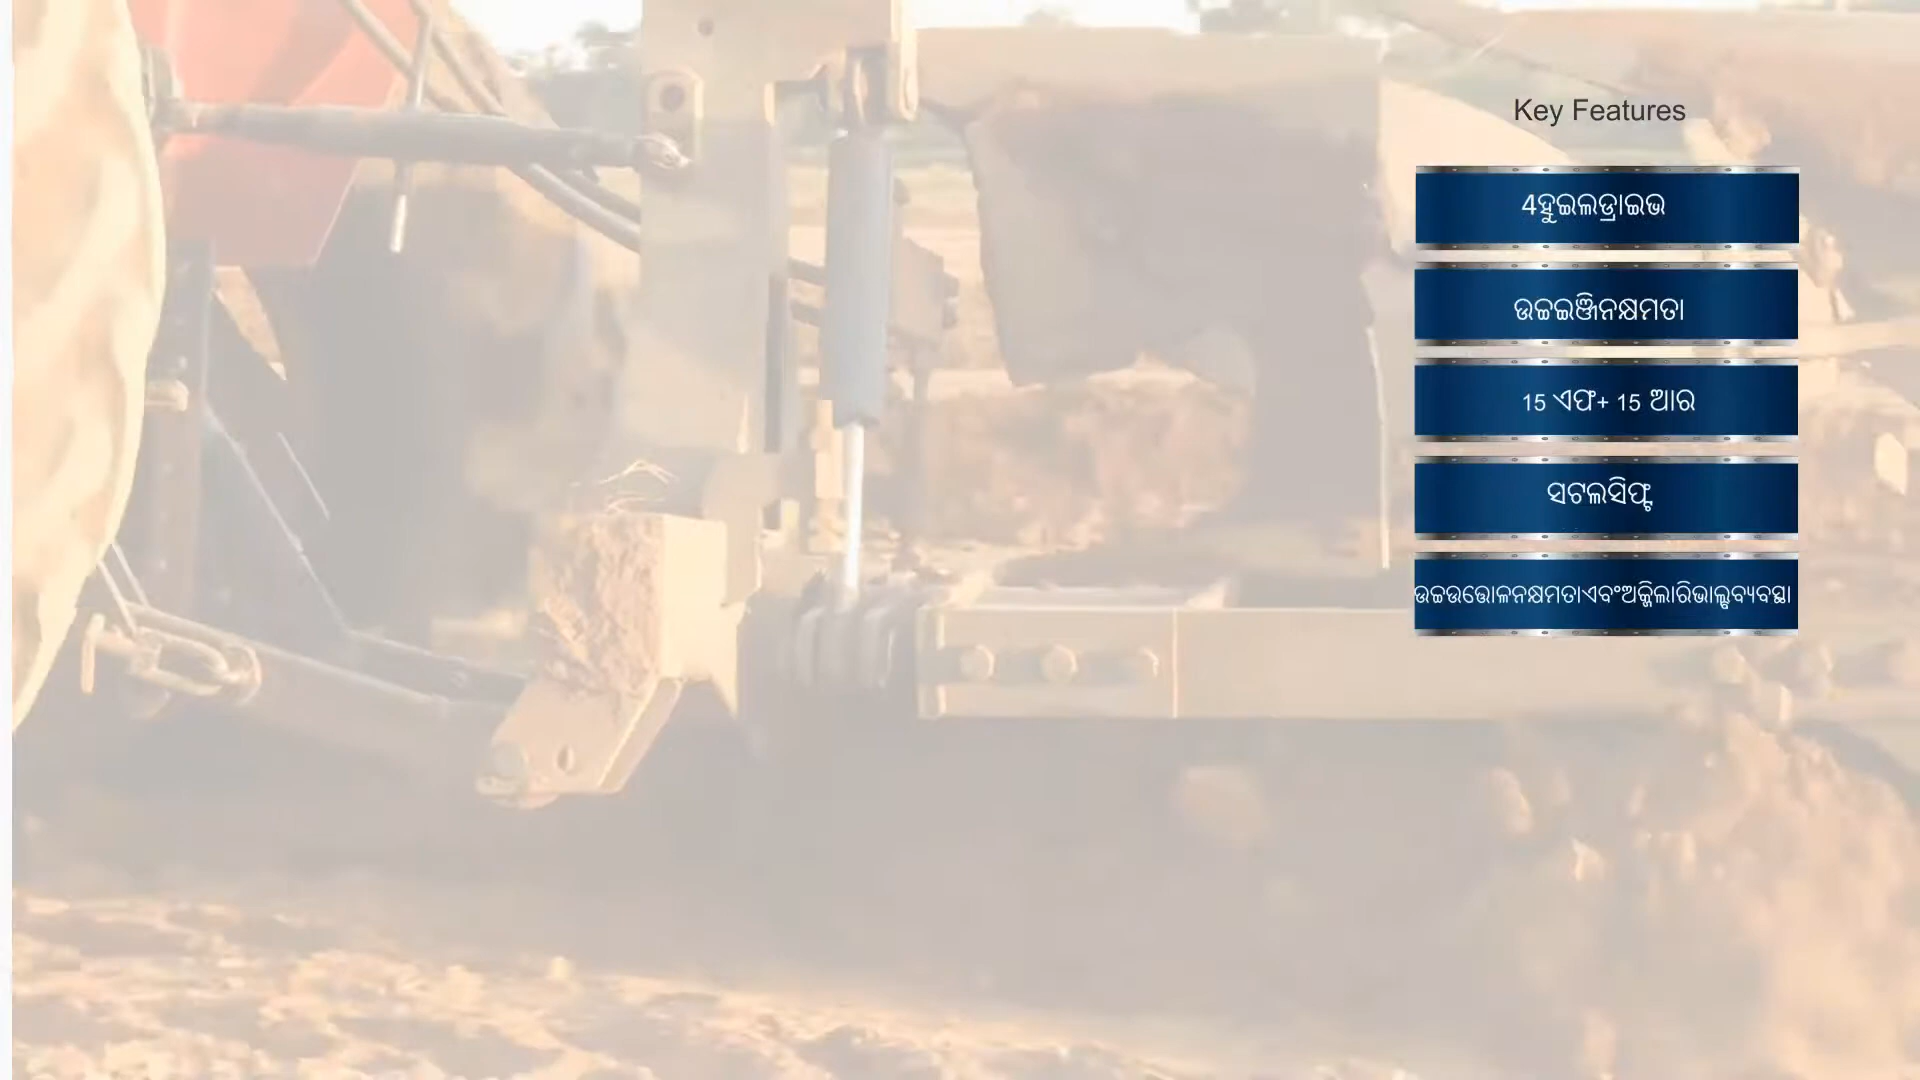 Key Features
4ହୁଇଲଡ୍ରାଇଭ
ଉଚ୍ଚଇଞ୍ଜିନକ୍ଷମତା
15 ଏଫ+ 15 ଆର
ସଟଲସିଫ୍ଟ
ଉଚ୍ଚଉତ୍ତୋଳନକ୍ଷମତାଏବଂଅକ୍ଜିଲାରିଭାଲ୍ଭବ୍ୟବସ୍ଥା